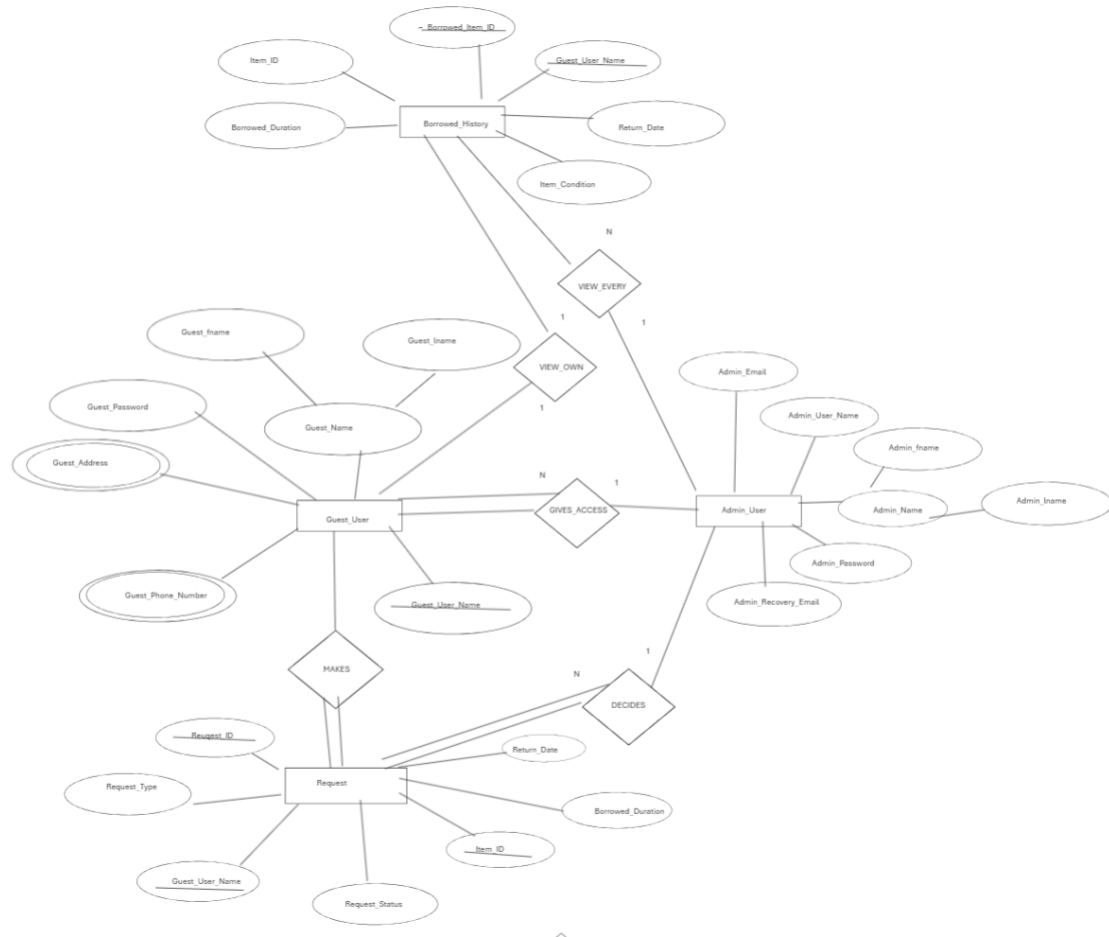 Borrowed_Item_ID
Item_ID
Guest_User_Name
Borrowed_History
Borrowed_Duration
Return_Date
Item_Condition
N
VIEW_EVERY
1
1
Guest_fname
Guest_lname
VIEW_OWN
Admin_Email
Guest_Password
1
Admin_User_Name
Guest_Name
Admin_fname
Guest_Address
N
1
Admin_lname
Guest_User
GIVES_ACCESS
Admin_User
Admin_Name
Admin_Password
Guest_Phone_Number
Guest_User_Name
Admin_Recovery_Email
1
MAKES
N
DECIDES
Reuqest_ID
Return_Date
Request
Request_Type
Borrowed_Duration
Item_ID
Guest_User_Name
Request_Status